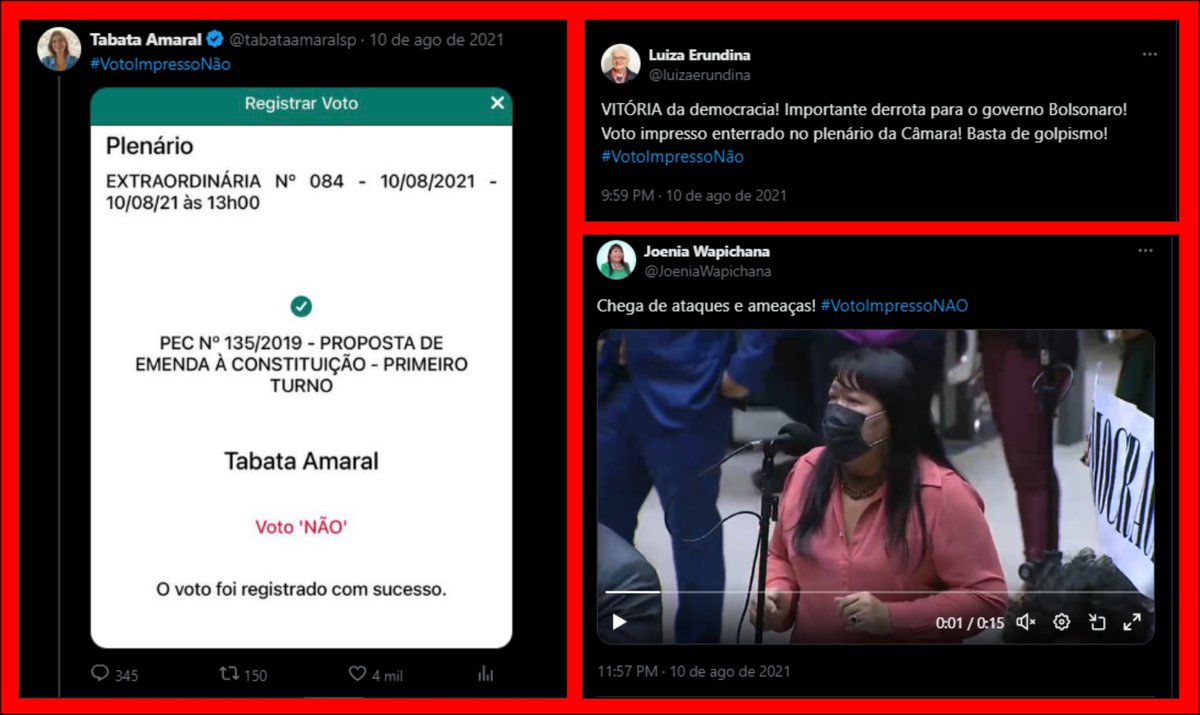 Tabata Amaral @tabataamaralsp · 10 de ago de 2021
#VotoImpressoNão
Registrar Voto ×
Plenário
EXTRAORDINÁRIA Nº 084 - 10/08/2021 -
10/08/21 às 13h00
PEC Nº 135/2019 - PROPOSTA DE
EMENDA À CONSTITUIÇÃO - PRIMEIRO
TURNO
Tabata Amaral
Voto 'NÃO'
O voto foi registrado com sucesso.
345 150 4 mil
Luiza Erundina
@luizaerundina
VITÓRIA da democracia! Importante derrota para o governo Bolsonaro!
Voto impresso enterrado no plenário da Câmara! Basta de golpismo!
#VotoImpressoNão
9:59 PM · 10 de ago de 2021
Joenia Wapichana
@JoeniaWapichana
Chega de ataques e ameaças! #VotoImpressoNAO
0:01 / 0:15
11:57 PM · 10 de ago de 2021